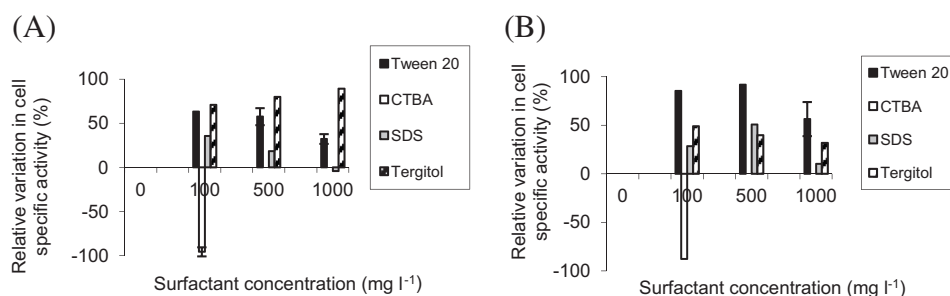 (A)
Relative variation in cell
specific activity (%)
100
50
0
-50
-100
0
100
500
1000
Surfactant concentration (mg l-1)
Tween 20
CTBA
SDS
Tergitol
(B)
Relative variation in cell
specific activity (%)
100
50
0
-50
-100
0
100
500
1000
Surfactant concentration (mg l-1)
Tween 20
CTBA
SDS
Tergitol